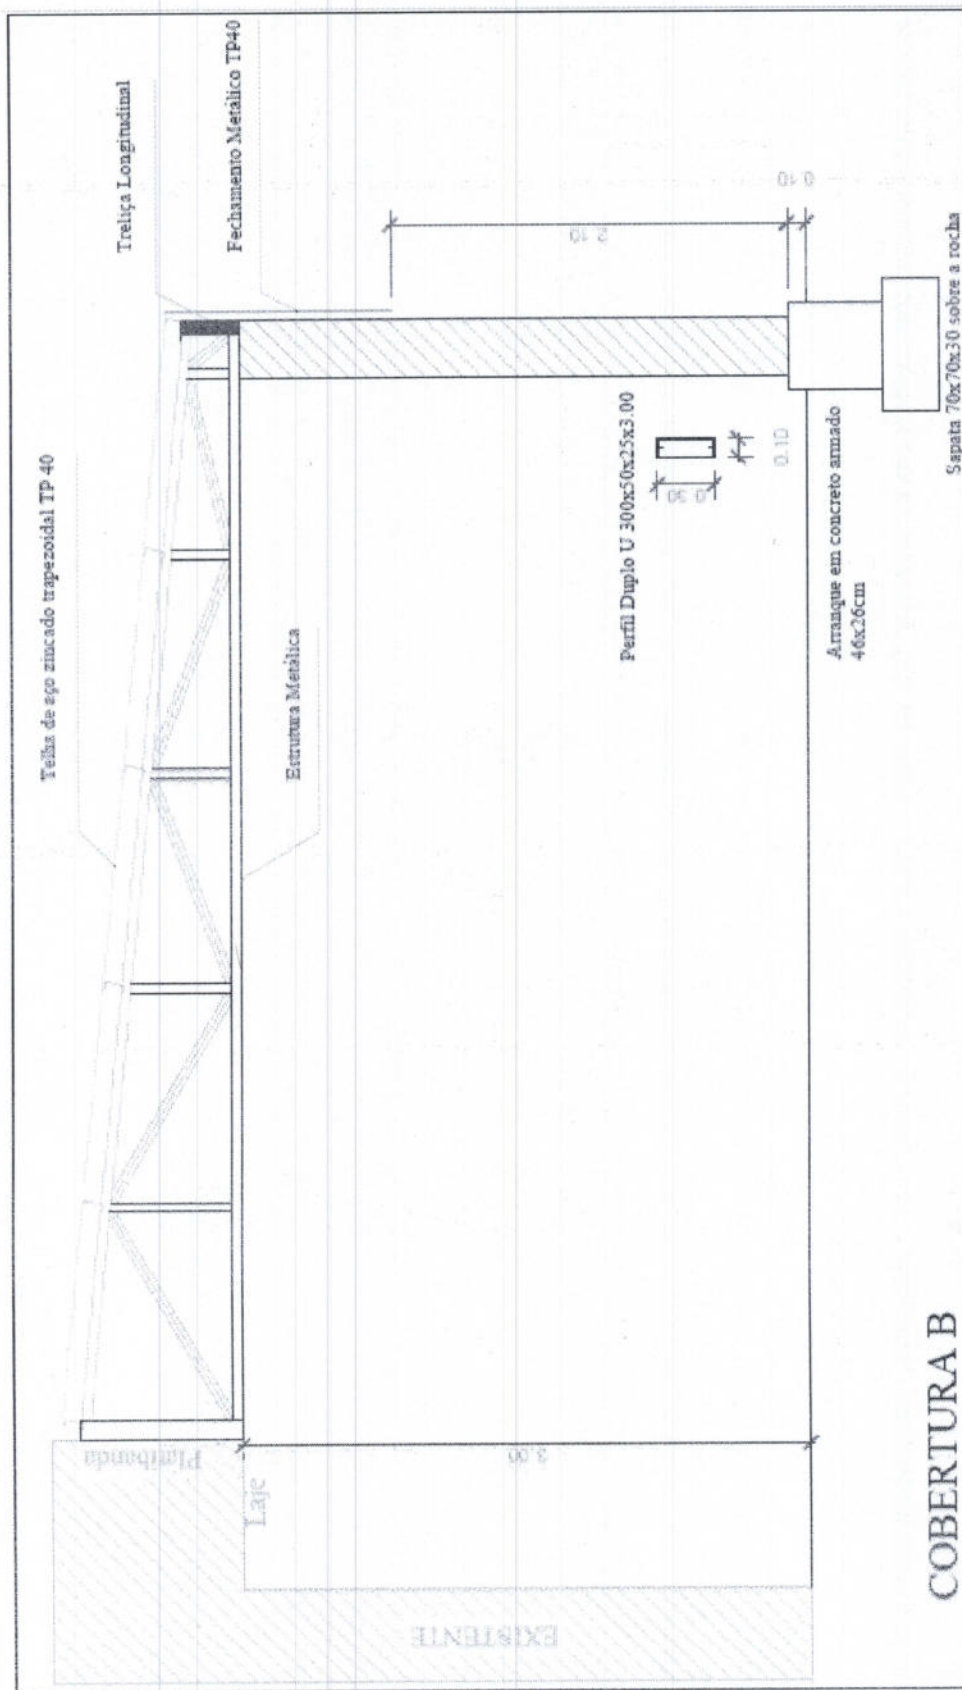 Telha de aço zincado trapezoidal TP 40
Treliça Longitudinal
Fechamento Metálico TP40
Platibanda
Laje
Estrutura Metálica
3.00
2.10
0.10
EXISTENTE
Perfil Duplo U 300x50x25x3.00
0.30
0.10
Arranque em concreto armado
46x26cm
Sapata 70x70x30 sobre a rocha
COBERTURA B